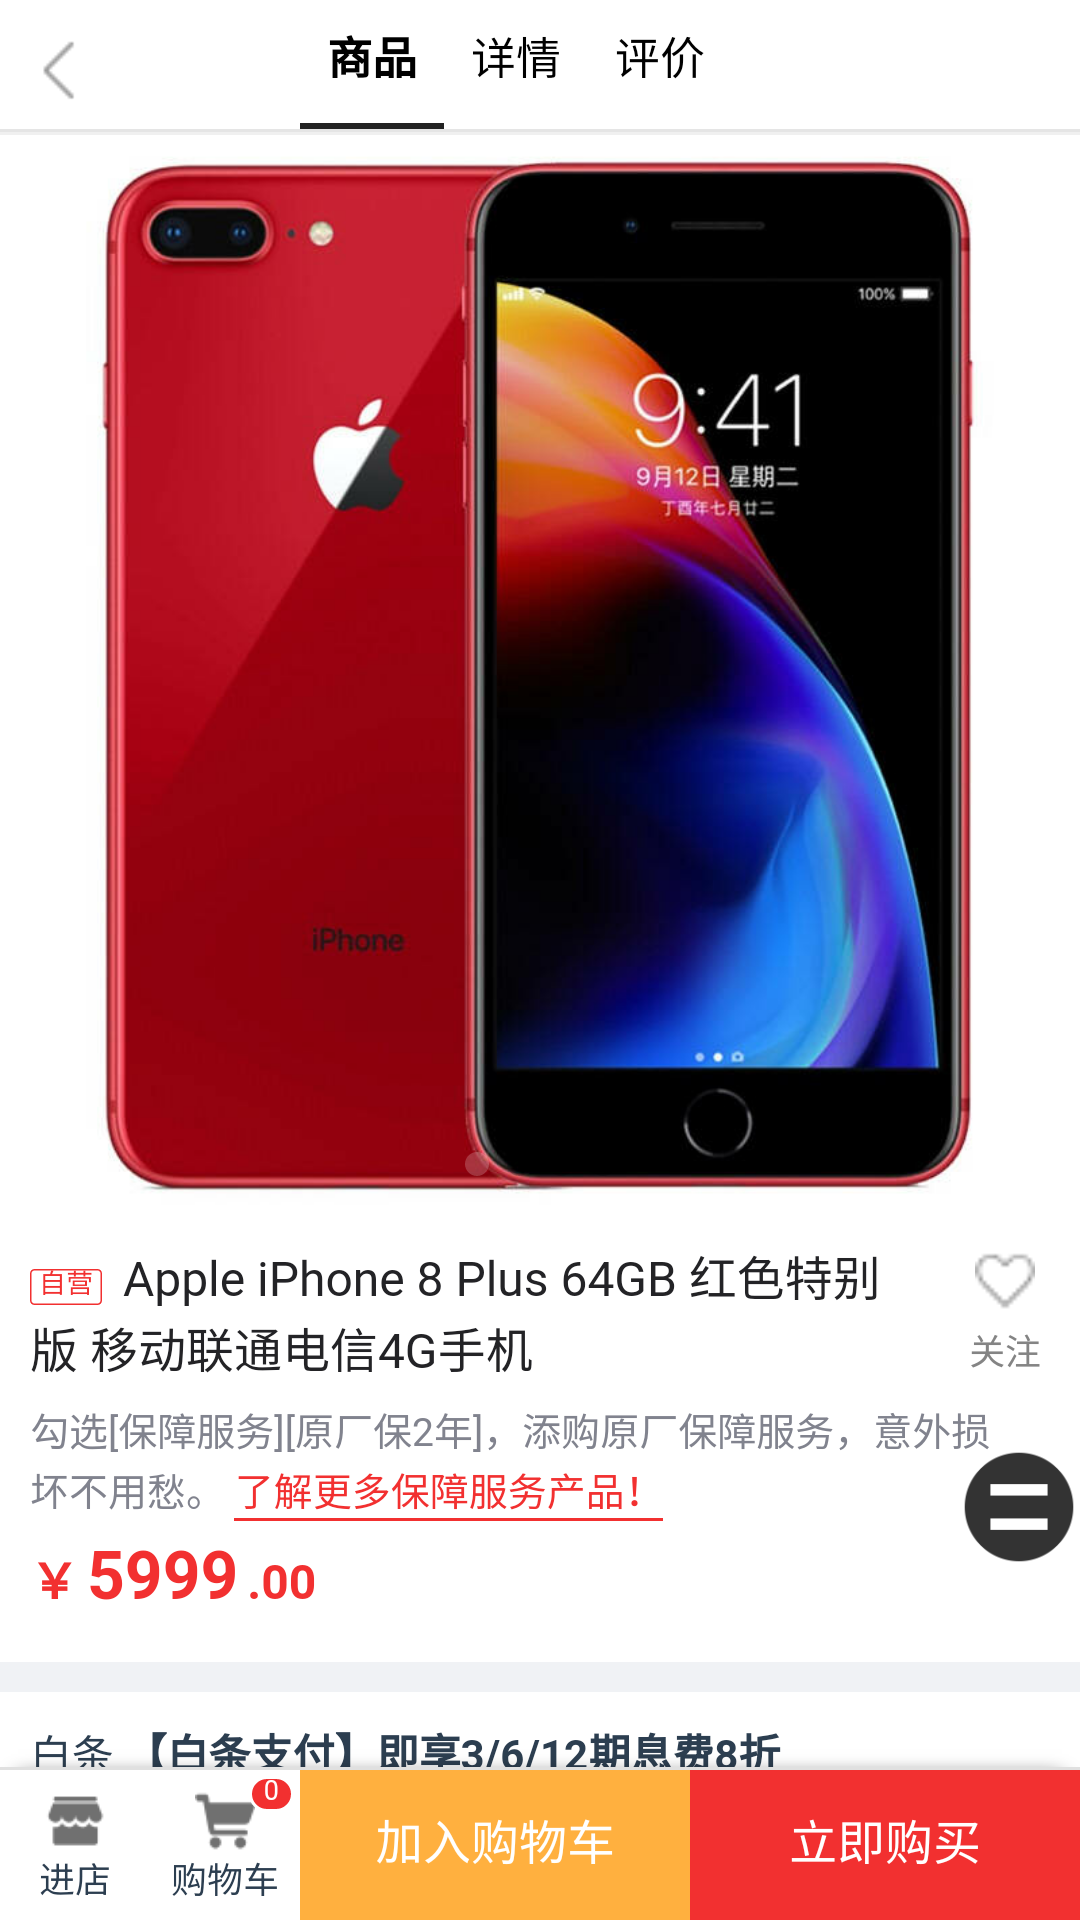 商品 详情 评价
100%
9:41
9月12日 星期二
丁酉年七月廿二
iPhone
自营 Apple iPhone 8 Plus 64GB 红色特别
版 移动联通电信4G手机
关注
勾选[保障服务][原厂保2年]，添购原厂保障服务，意外损
坏不用愁。 了解更多保障服务产品！
￥5999.00
白条 【白条支付】即享3/6/12期息费8折
0
进店 购物车 加入购物车 立即购买